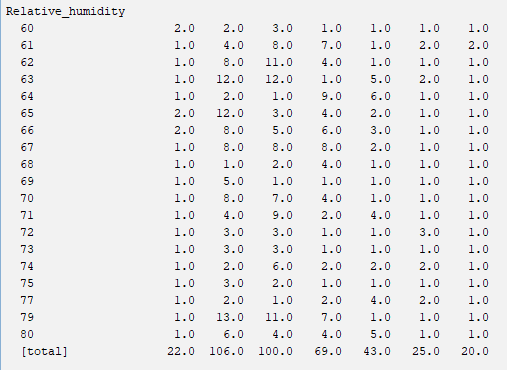 Relative_humidity
60 2.0 2.0 3.0 1.0 1.0 1.0 1.0
61 1.0 4.0 8.0 7.0 1.0 2.0 2.0
62 1.0 8.0 11.0 4.0 1.0 1.0 1.0
63 1.0 12.0 12.0 1.0 5.0 2.0 1.0
64 1.0 2.0 1.0 9.0 6.0 1.0 1.0
65 2.0 12.0 3.0 4.0 2.0 1.0 1.0
66 2.0 8.0 5.0 6.0 3.0 1.0 1.0
67 1.0 8.0 8.0 8.0 2.0 1.0 1.0
68 1.0 1.0 2.0 4.0 1.0 1.0 1.0
69 1.0 5.0 1.0 1.0 1.0 1.0 1.0
70 1.0 8.0 7.0 4.0 1.0 1.0 1.0
71 1.0 4.0 9.0 2.0 4.0 1.0 1.0
72 1.0 3.0 3.0 1.0 1.0 3.0 1.0
73 1.0 3.0 3.0 1.0 1.0 1.0 1.0
74 1.0 2.0 6.0 2.0 2.0 2.0 1.0
75 1.0 3.0 2.0 1.0 1.0 1.0 1.0
77 1.0 2.0 1.0 2.0 4.0 2.0 1.0
79 1.0 13.0 11.0 7.0 1.0 1.0 1.0
80 1.0 6.0 4.0 4.0 5.0 1.0 1.0
[total] 22.0 106.0 100.0 69.0 43.0 25.0 20.0